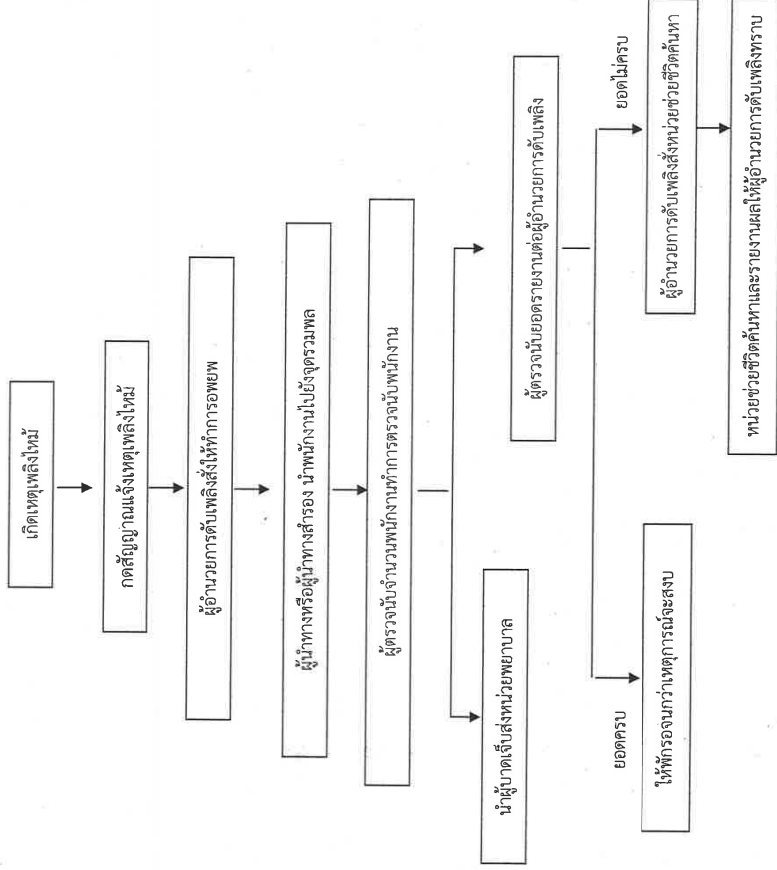 เกิดเหตุเพลิงไหม้
กดสัญญาณแจ้งเหตุเพลิงไหม้
ผู้อำนวยการดับเพลิงสั่งให้ทำการอพยพ
ผู้นำทางหรือผู้นำทางสำรอง นำพนักงานไปยังจุดรวมพล
ผู้ตรวจนับจำนวนพนักงานทำการตรวจนับพนักงาน
นำผู้บาดเจ็บส่งหน่วยพยาบาล
ผู้ตรวจนับยอดรายงานต่อผู้อำนวยการดับเพลิง
ยอดครบ
ยอดไม่ครบ
ให้พักรอจนกว่าเหตุการณ์จะสงบ
ผู้อำนวยการดับเพลิงสั่งหน่วยช่วยชีวิตค้นหา
หน่วยช่วยชีวิตค้นหาและรายงานผลให้ผู้อำนวยการดับเพลิงทราบ